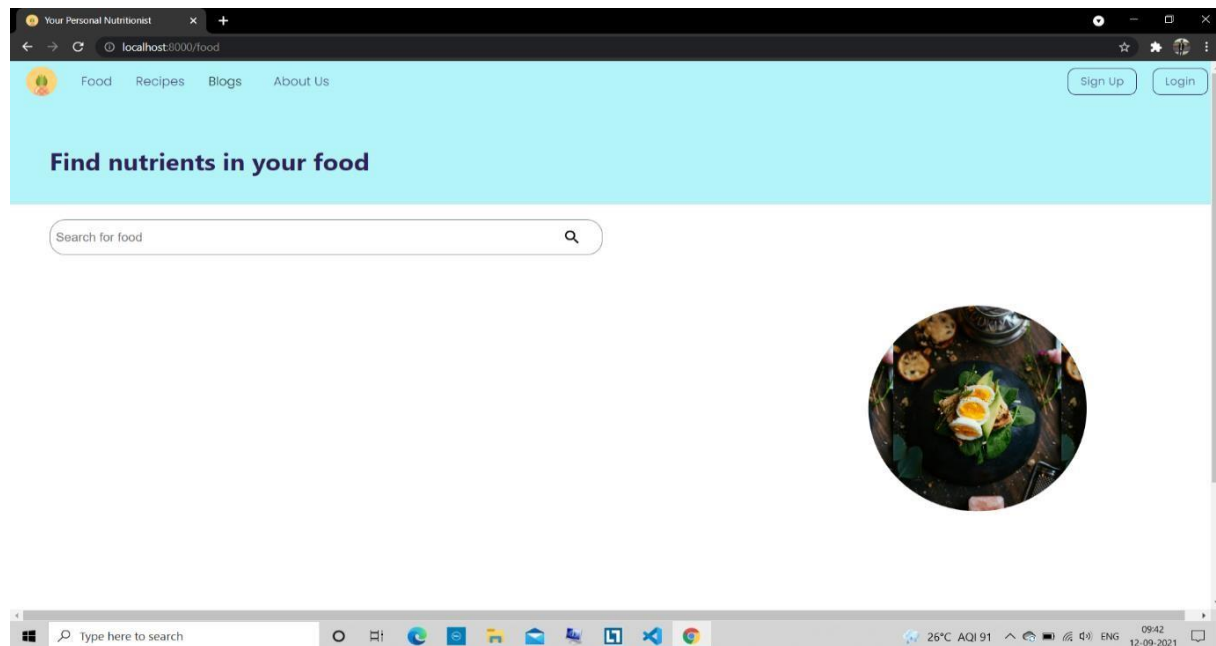 Your Personal Nutritionist
localhost:8000/food
Food Recipes Blogs About Us Sign Up Login
Find nutrients in your food
Search for food
Type here to search
26°C AQI 91 ENG 09:42
12-09-2021